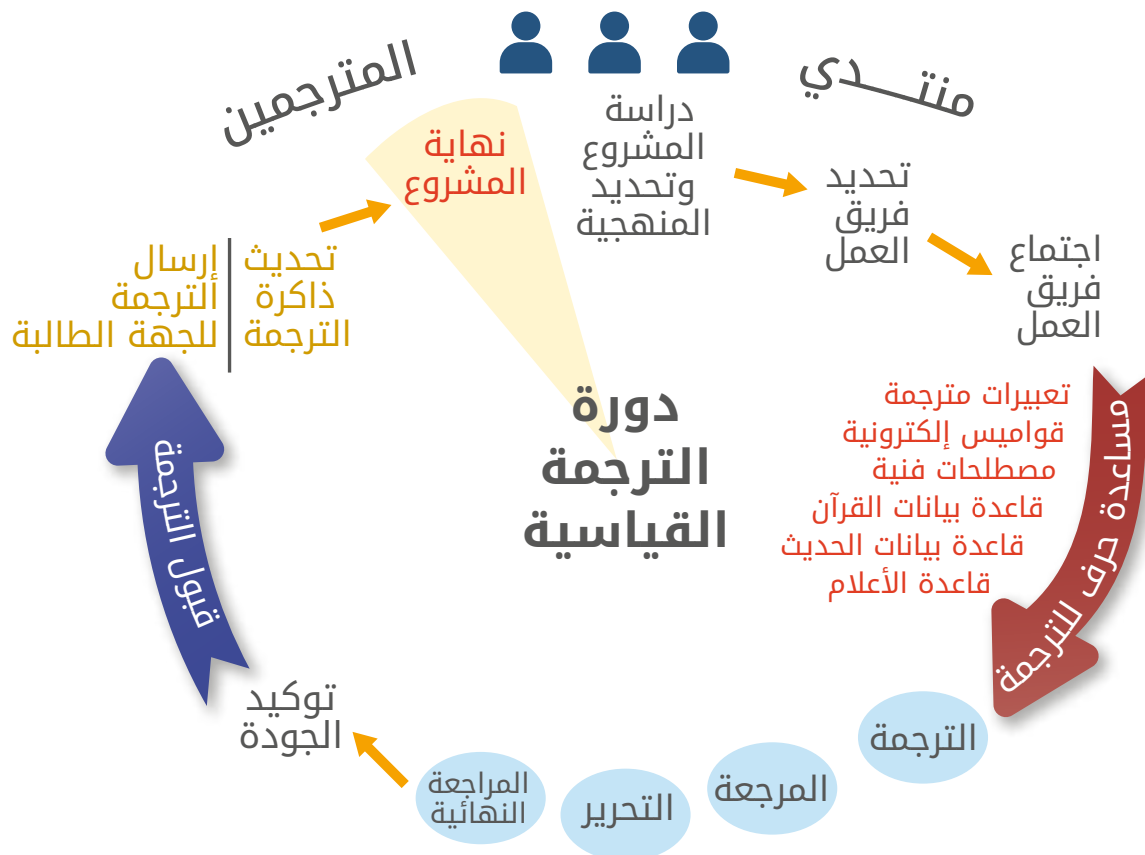 منتـــدي
المترجمين
دراسة
المشروع
وتحديد
المنهجية
تحديد
فريق
العمل
اجتماع
فريق
العمل
مساعدة حرف للترجمة
تعبيرات مترجمة
قواميس إلكترونية
مصطلحات فنية
قاعدة بيانات القرآن
قاعدة بيانات الحديث
قاعدة الأعلام
الترجمة
المرجعة
التحرير
المراجعة
النهائية
توكيد
الجودة
قبول الترجمة
تحديث
ذاكرة
الترجمة
إرسال
الترجمة
للجهة الطالبة
نهاية
المشروع
دورة
الترجمة
القياسية